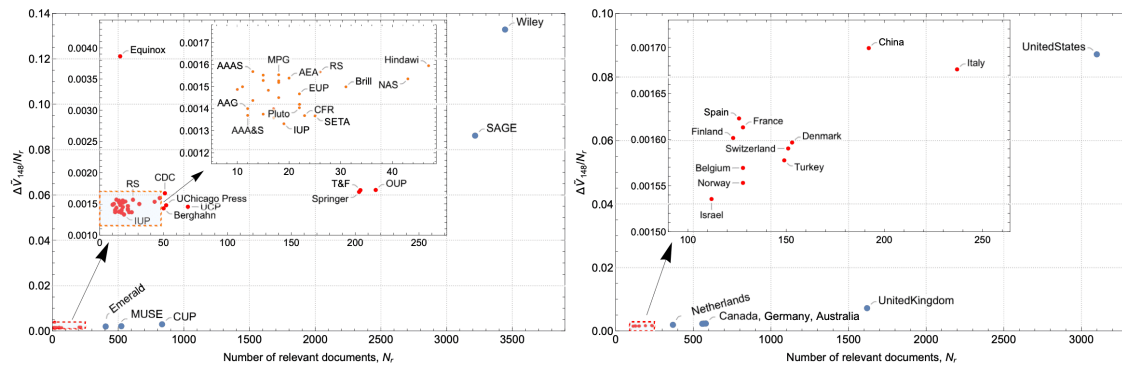 0.14
0.12
0.10
0.08
0.06
0.04
0.02
0.00
ΔṼ₁₄₈/Nᵣ
0 500 1000 1500 2000 2500 3000 3500
Number of relevant documents, Nᵣ
Wiley
SAGE
Emerald
MUSE
CUP
0.0040
0.0035
0.0030
0.0025
0.0020
0.0015
0.0010
0 50 100 150 200 250
Equinox
RS
CDC
UChicago Press
UCP
Berghahn
IUP
T&F
Springer
OUP
0.0017
0.0016
0.0015
0.0014
0.0013
0.0012
10 20 30 40
Hindawi
AAAS
MPG
RS
AEA
Brill
NAS
EUP
AAG
Pluto
CFR
SETA
AAA&S
IUP
0.10
0.08
0.06
0.04
0.02
0.00
ΔṼ₁₄₈/Nᵣ
0 500 1000 1500 2000 2500 3000
Number of relevant documents, Nᵣ
UnitedStates
UnitedKingdom
Netherlands
Canada, Germany, Australia
0.00170
0.00165
0.00160
0.00155
0.00150
100 150 200 250
China
Italy
Spain
France
Finland
Denmark
Switzerland
Turkey
Belgium
Norway
Israel